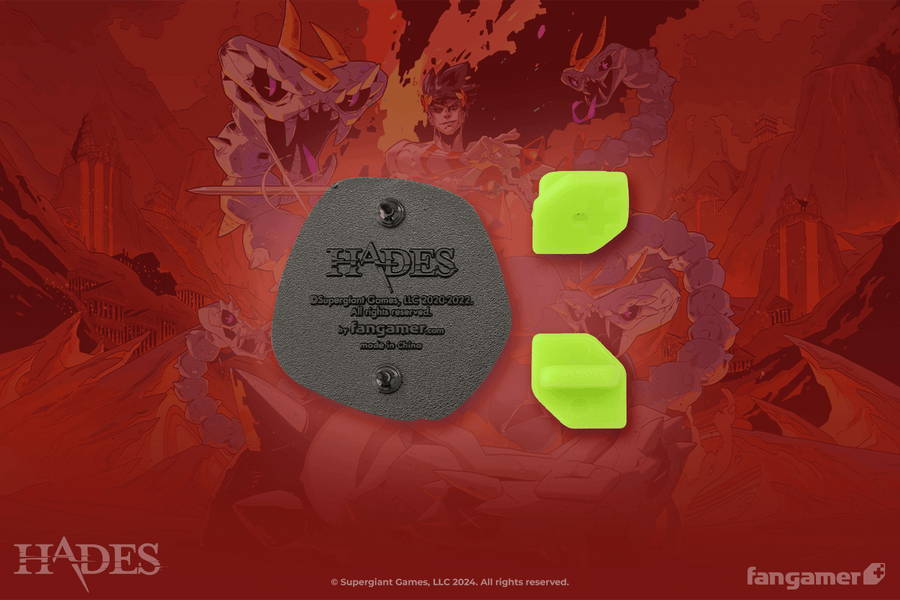 HADES
©Supergiant Games, LLC 2020-2022.
All rights reserved.
by fangamer.com
made in China
HADES
© Supergiant Games, LLC 2024. All rights reserved.
fangamer